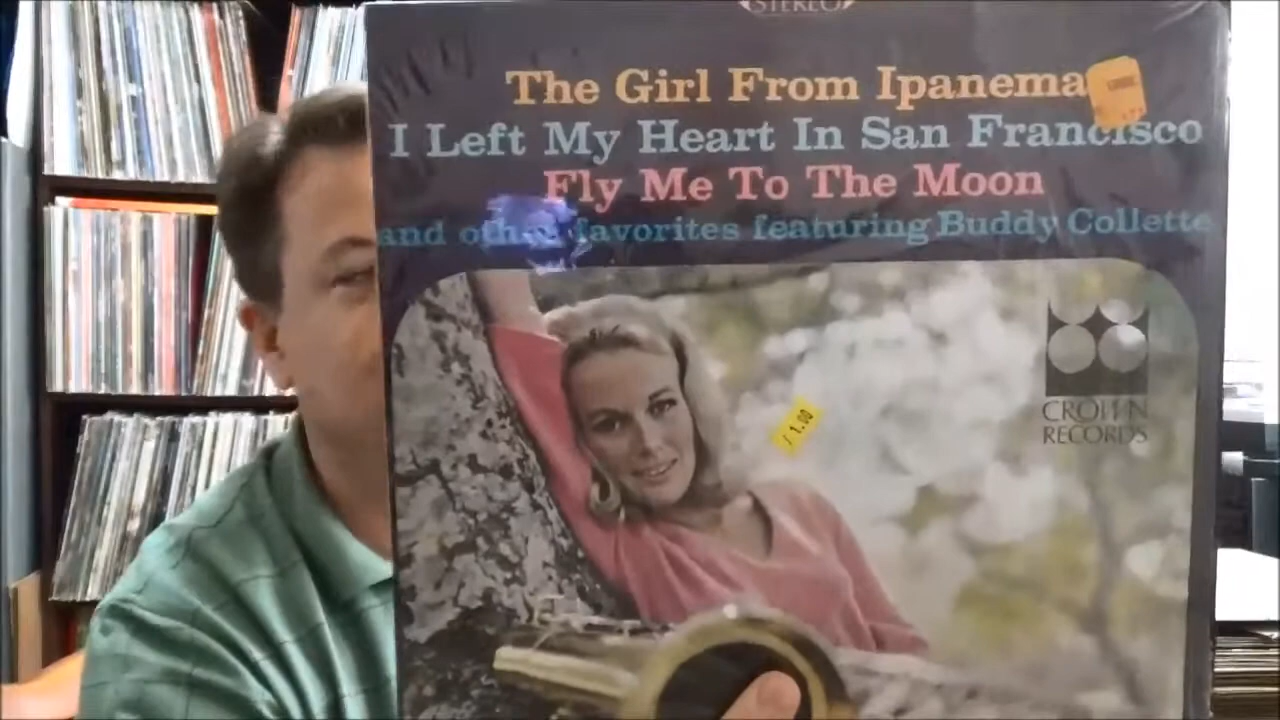 STEREO
The Girl From Ipanema
I Left My Heart In San Francisco
Fly Me To The Moon
and other favorites featuring Buddy Collette
1.00
CROWN
RECORDS